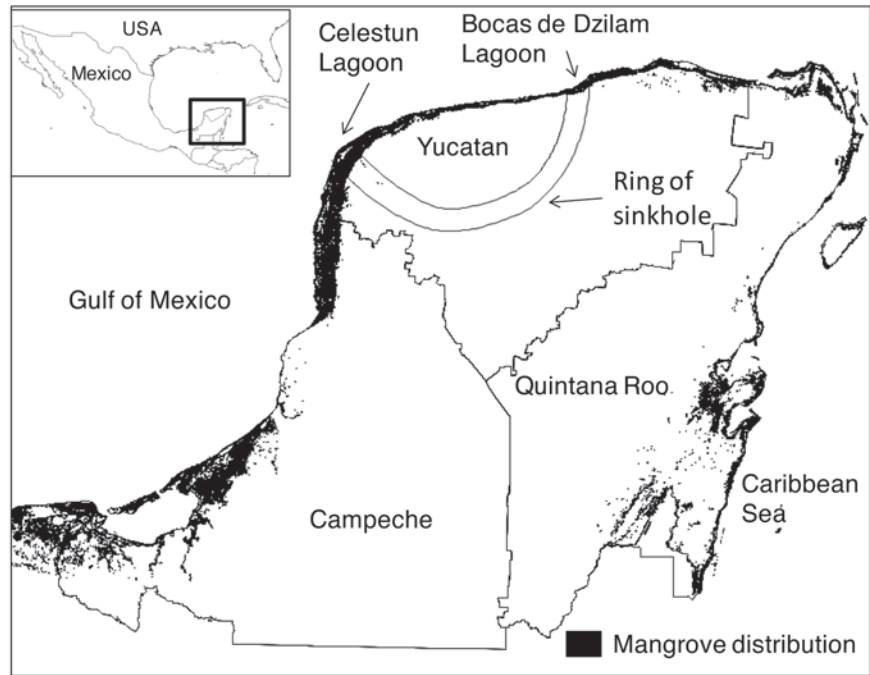 USA
Mexico
Celestun
Lagoon
Bocas de Dzilam
Lagoon
Yucatan
Ring of
sinkhole
Gulf of Mexico
Quintana Roo
Caribbean
Sea
Campeche
Mangrove distribution